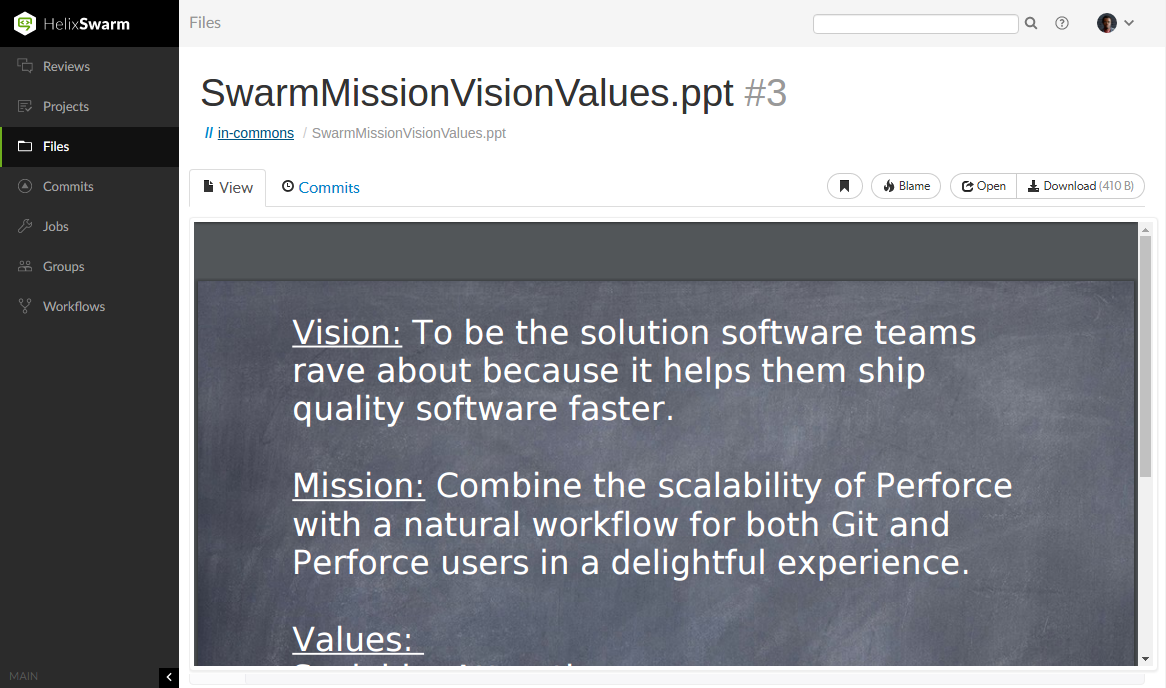 HelixSwarm
Files
Reviews
Projects
Files
Commits
Jobs
Groups
Workflows
MAIN
SwarmMissionVisionValues.ppt #3
// in-commons / SwarmMissionVisionValues.ppt
View
Commits
Blame
Open
Download (410 B)
Vision: To be the solution software teams
rave about because it helps them ship
quality software faster.
Mission: Combine the scalability of Perforce
with a natural workflow for both Git and
Perforce users in a delightful experience.
Values: